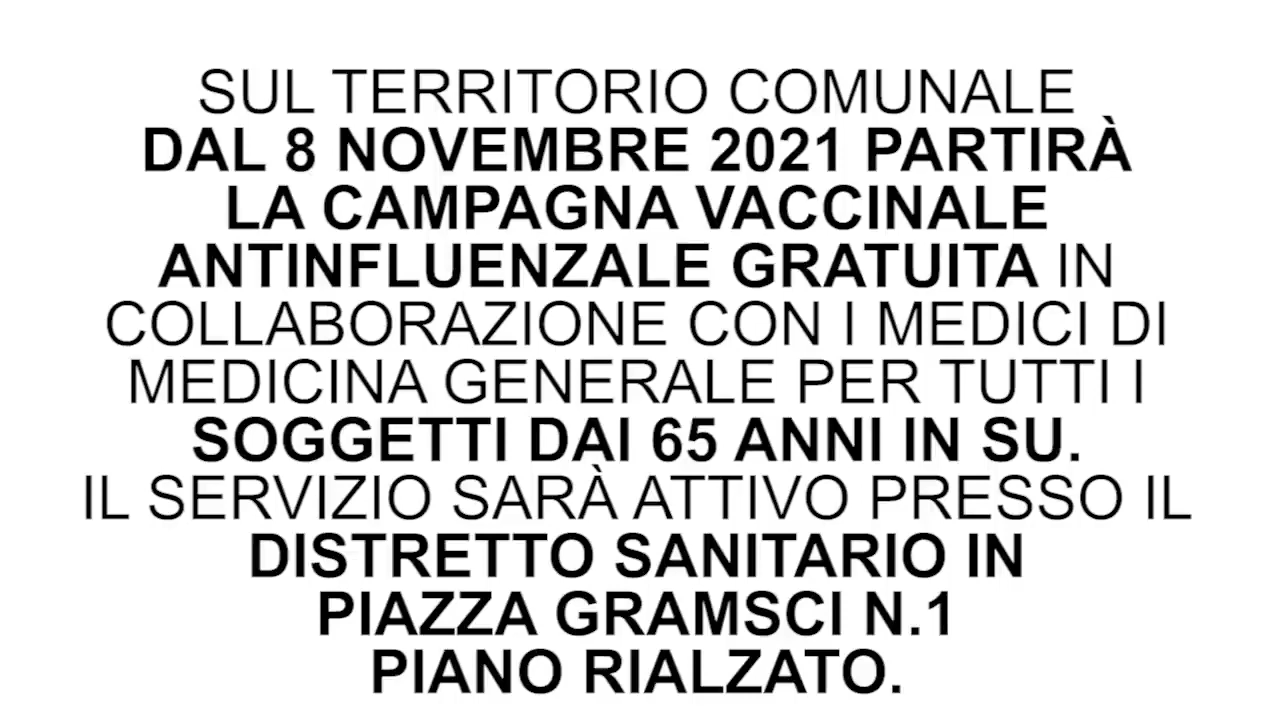 SUL TERRITORIO COMUNALE
DAL 8 NOVEMBRE 2021 PARTIRÀ
LA CAMPAGNA VACCINALE
ANTINFLUENZALE GRATUITA IN
COLLABORAZIONE CON I MEDICI DI
MEDICINA GENERALE PER TUTTI I
SOGGETTI DAI 65 ANNI IN SU.
IL SERVIZIO SARÀ ATTIVO PRESSO IL
DISTRETTO SANITARIO IN
PIAZZA GRAMSCI N.1
PIANO RIALZATO.